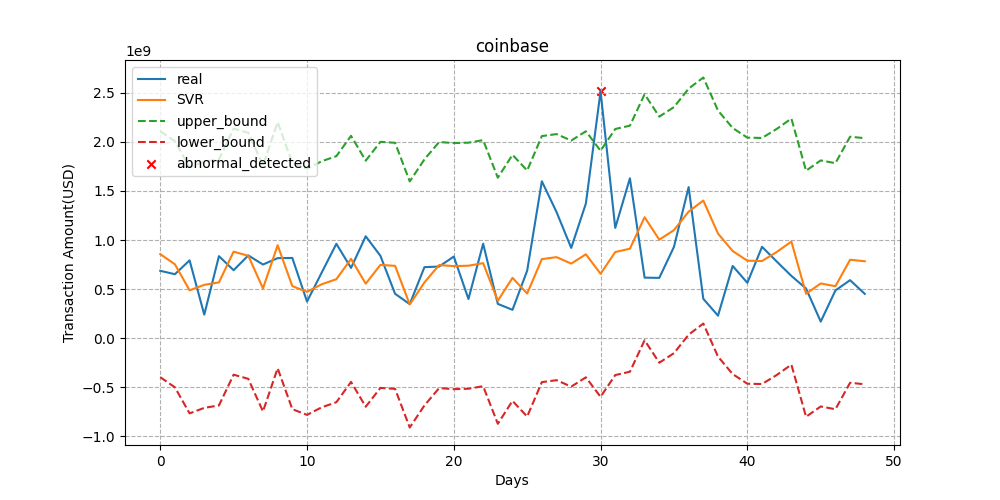 coinbase
1e9
real
SVR
upper_bound
lower_bound
abnormal_detected
2.5
2.0
1.5
1.0
0.5
0.0
−0.5
−1.0
Transaction Amount(USD)
0 10 20 30 40 50
Days